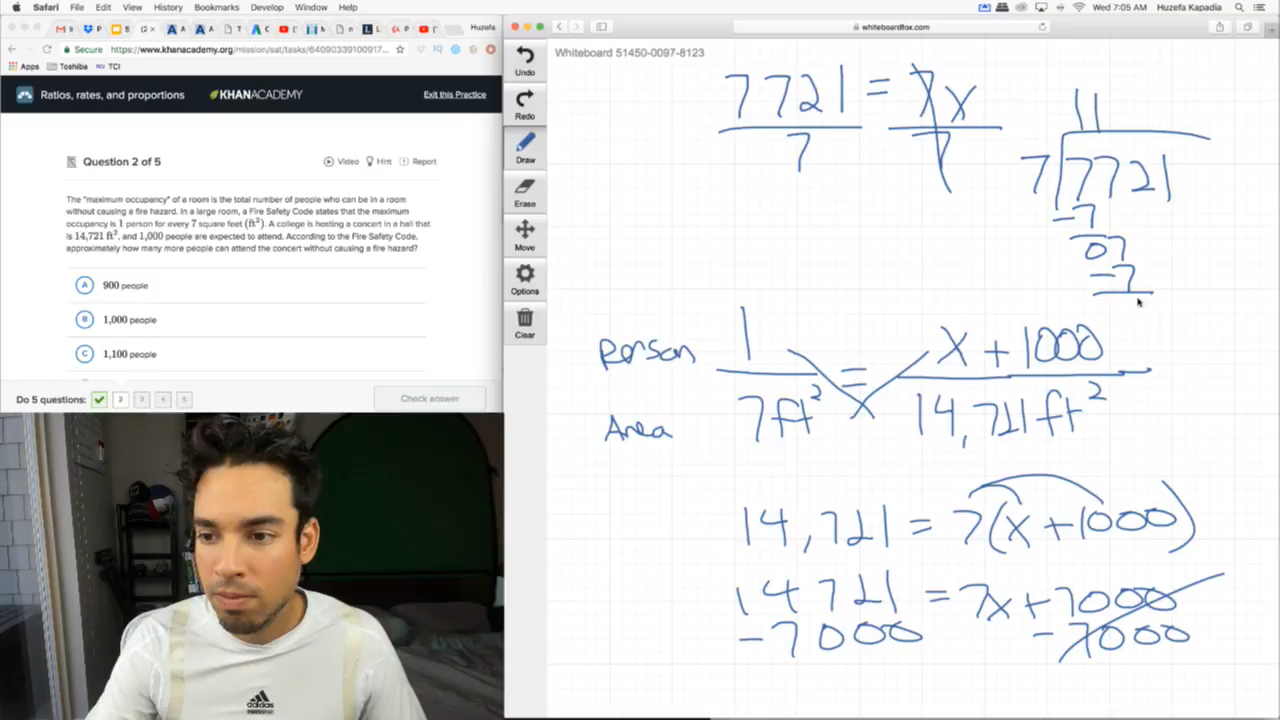 Safari File Edit View History Bookmarks Develop Window Help
Wed 7:05 AM Huzefa Kapadia
Secure https://www.khanacademy.org/mission/sat/tasks/64090339100917...
Apps Toshiba TCI
Ratios, rates, and proportions
KHANACADEMY
Exit this Practice
Question 2 of 5
Video Hint Report
The "maximum occupancy" of a room is the total number of people who can be in a room
without causing a fire hazard. In a large room, a Fire Safety Code states that the maximum
occupancy is 1 person for every 7 square feet (ft²). A college is hosting a concert in a hall that
is 14,721 ft², and 1,000 people are expected to attend. According to the Fire Safety Code,
approximately how many more people can attend the concert without causing a fire hazard?
A 900 people
B 1,000 people
C 1,100 people
Do 5 questions: 2 3 4 5
Check answer
whiteboardfox.com
Whiteboard 51450-0097-8123
Undo
Redo
Draw
Erase
Move
Options
Clear
7721 = 7x
7 7
11
7 7721
-7
07
-7
Person 1 = x + 1000
Area 7ft² 14,721ft²
14,721 = 7(x+1000)
14721 = 7x+7000
-7000 -7000